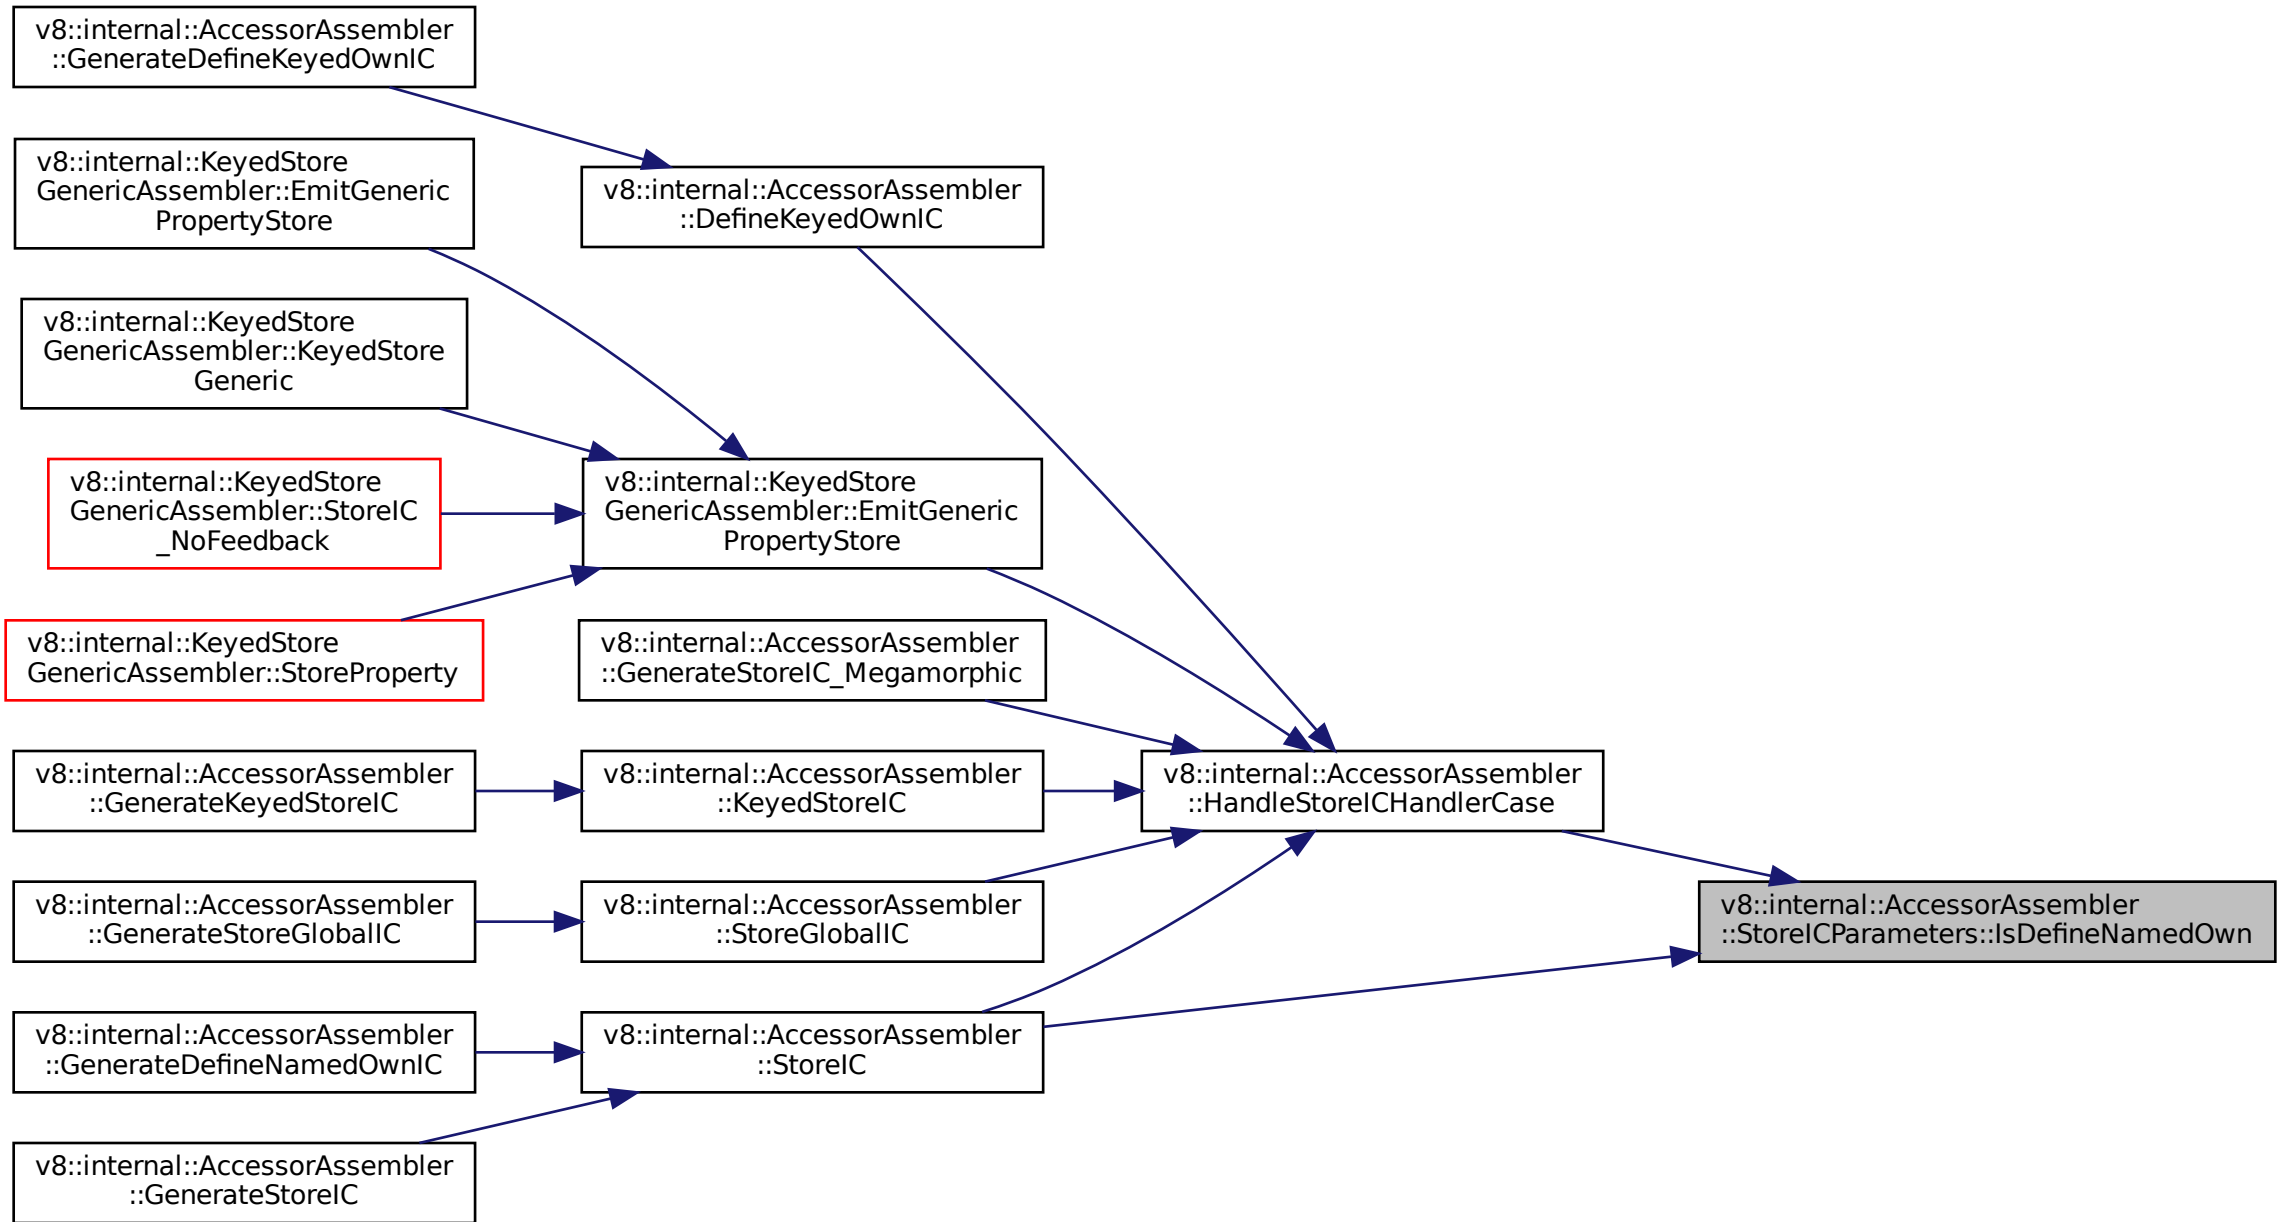 v8::internal::AccessorAssembler
::GenerateDefineKeyedOwnIC
v8::internal::KeyedStore
GenericAssembler::EmitGeneric
PropertyStore
v8::internal::KeyedStore
GenericAssembler::KeyedStore
Generic
v8::internal::KeyedStore
GenericAssembler::StoreIC
_NoFeedback
v8::internal::KeyedStore
GenericAssembler::StoreProperty
v8::internal::AccessorAssembler
::GenerateKeyedStoreIC
v8::internal::AccessorAssembler
::GenerateStoreGlobalIC
v8::internal::AccessorAssembler
::GenerateDefineNamedOwnIC
v8::internal::AccessorAssembler
::GenerateStoreIC
v8::internal::AccessorAssembler
::DefineKeyedOwnIC
v8::internal::KeyedStore
GenericAssembler::EmitGeneric
PropertyStore
v8::internal::AccessorAssembler
::GenerateStoreIC_Megamorphic
v8::internal::AccessorAssembler
::KeyedStoreIC
v8::internal::AccessorAssembler
::StoreGlobalIC
v8::internal::AccessorAssembler
::StoreIC
v8::internal::AccessorAssembler
::HandleStoreICHandlerCase
v8::internal::AccessorAssembler
::StoreICParameters::IsDefineNamedOwn